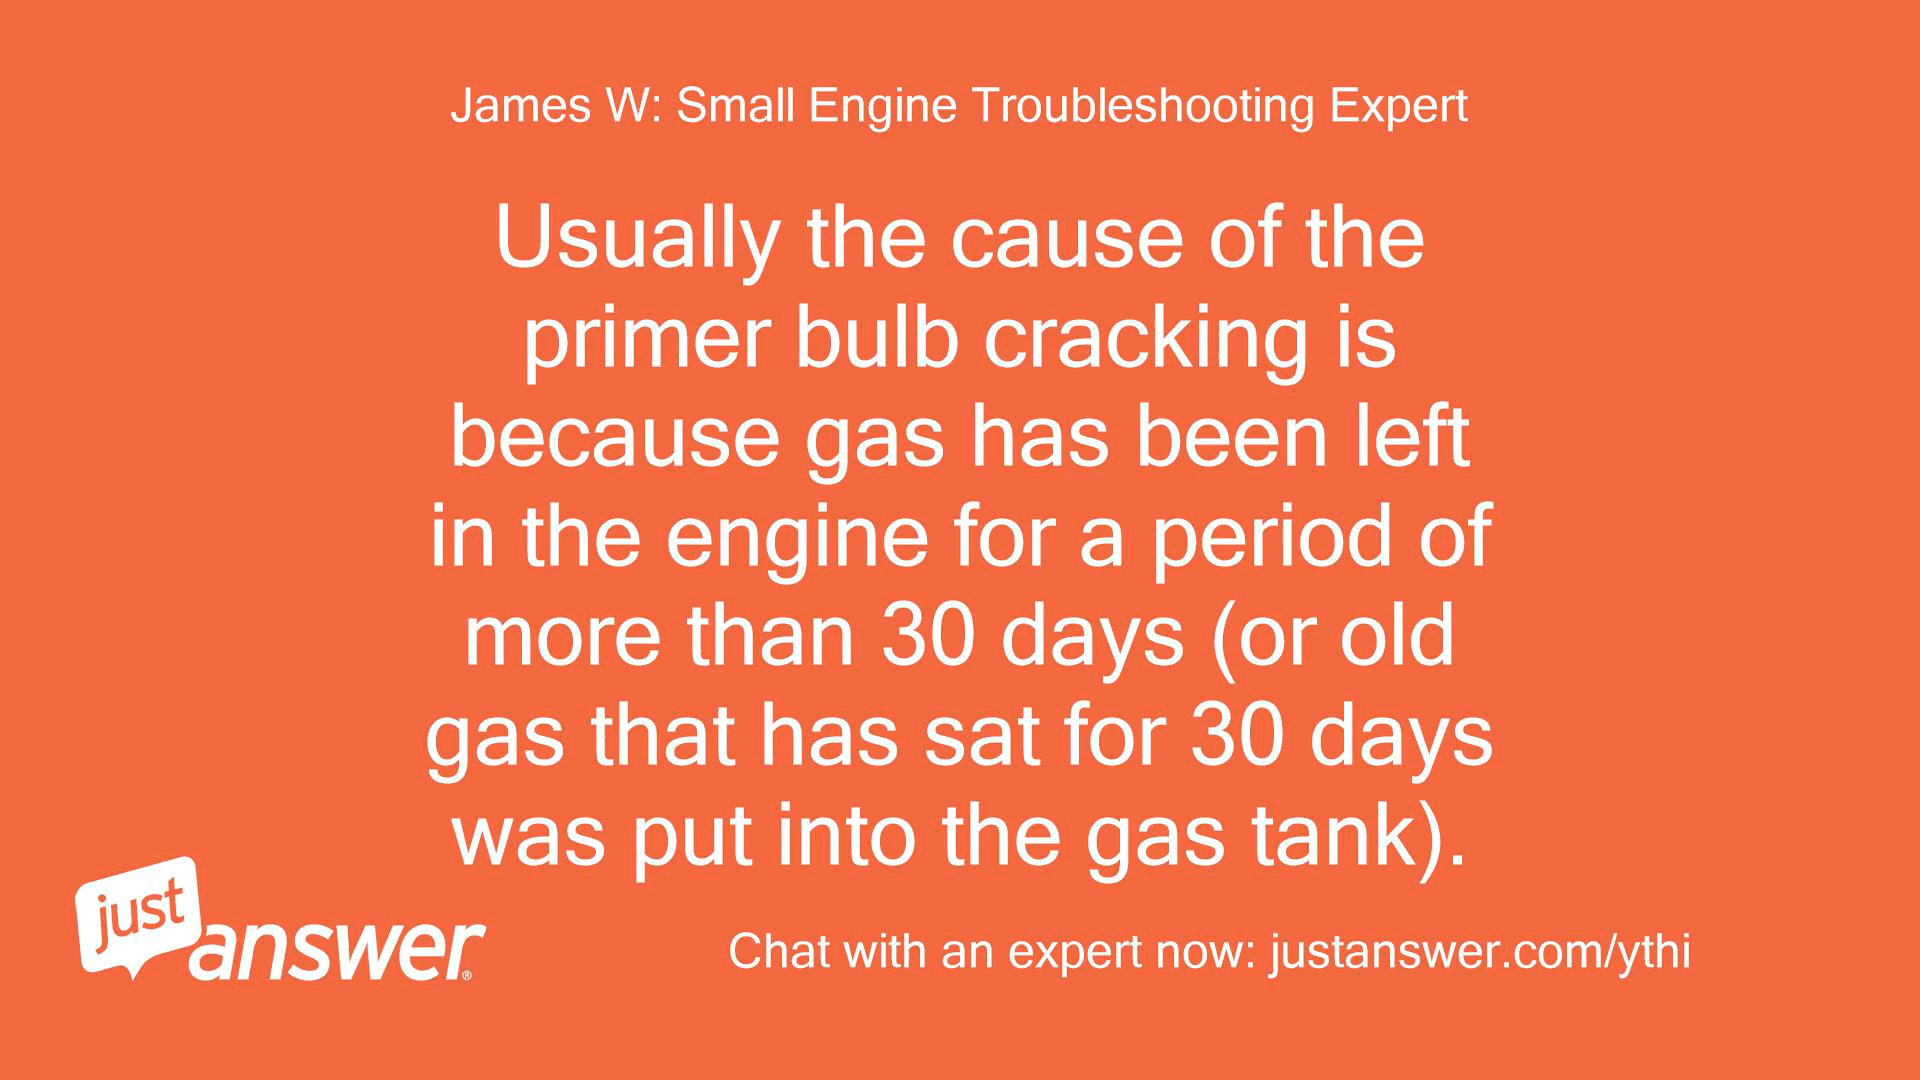 James W: Small Engine Troubleshooting Expert
Usually the cause of the
primer bulb cracking is
because gas has been left
in the engine for a period of
more than 30 days (or old
gas that has sat for 30 days
was put into the gas tank).
just
answer®
Chat with an expert now: justanswer.com/ythi